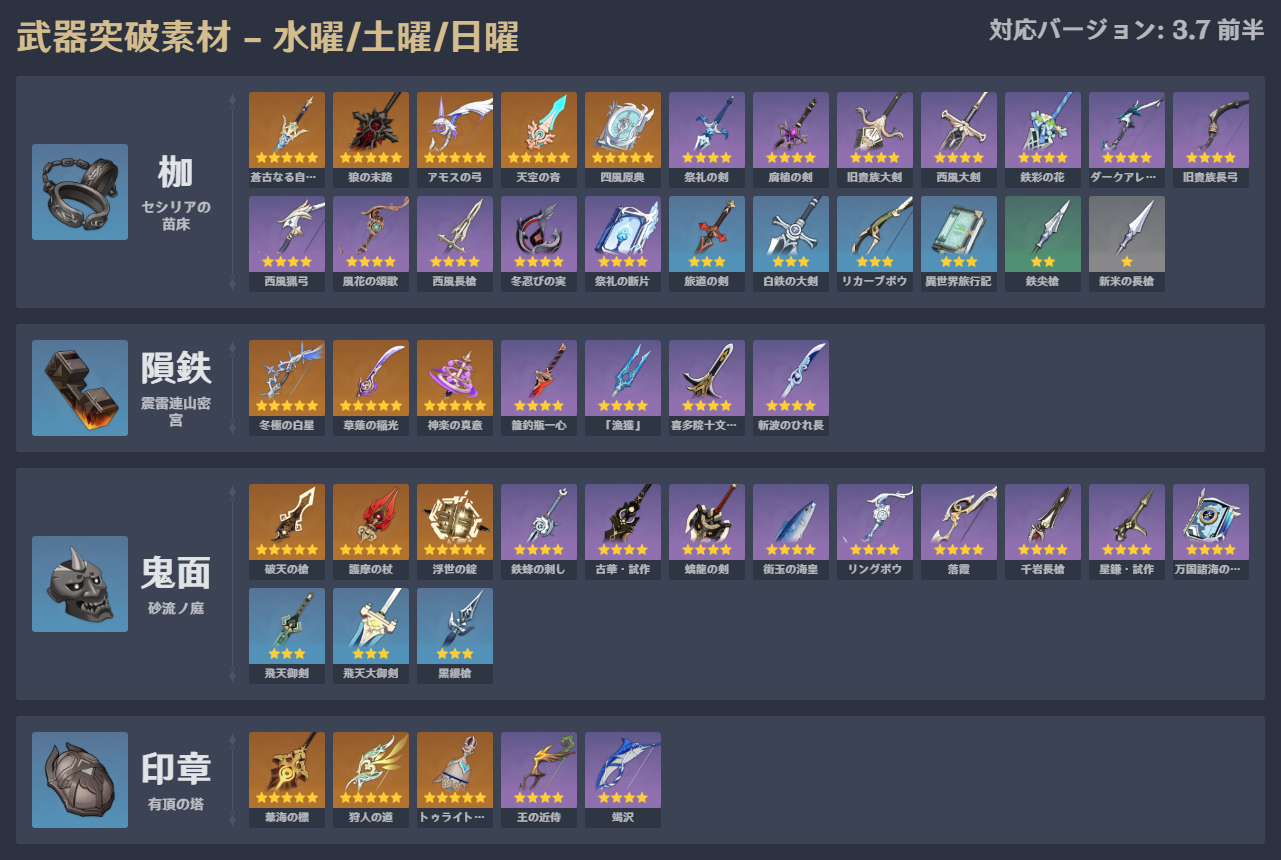 武器突破素材 – 水曜/土曜/日曜
対応バージョン: 3.7 前半
枷
セシリアの
苗床
蒼古なる自…
狼の末路
アモスの弓
天空の脊
四風原典
祭礼の剣
腐植の剣
旧貴族大剣
西風大剣
鉄彩の花
ダークアレ…
旧貴族長弓
西風猟弓
風花の頌歌
西風長槍
冬忍びの実
祭礼の断片
旅道の剣
白鉄の大剣
リカーブボウ
異世界旅行記
鉄尖槍
新米の長槍
隕鉄
震雷連山密
宮
冬極の白星
草薙の稲光
神楽の真意
籠釣瓶一心
「漁獲」
喜多院十文…
斬波のひれ長
鬼面
砂流ノ庭
破天の槍
護摩の杖
浮世の錠
鉄蜂の刺し
古華・試作
螭龍の剣
銜玉の海皇
リングボウ
落霞
千岩長槍
星鎌・試作
万国諸海の…
飛天御剣
飛天大御剣
黒纓槍
印章
有頂の塔
葦海の標
狩人の道
トゥライト…
王の近侍
蝎沢